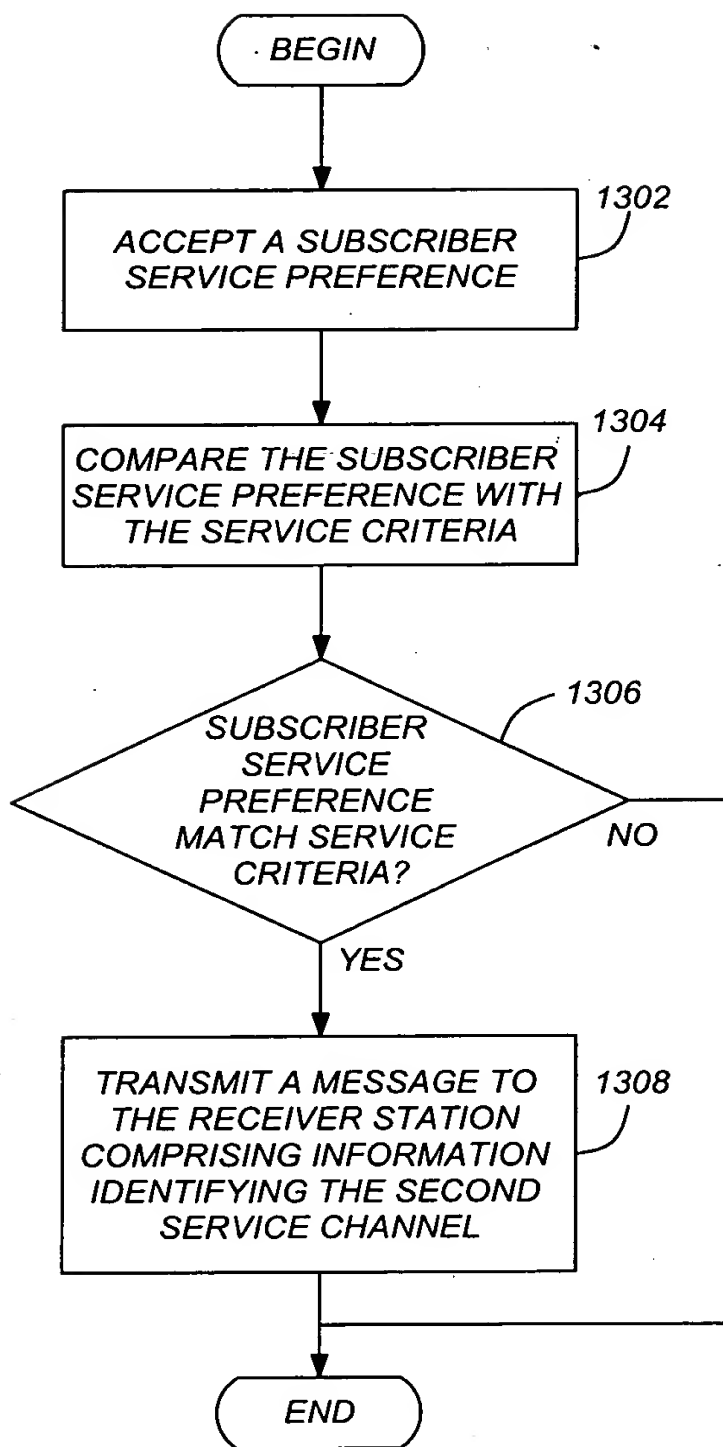 BEGIN
1302
ACCEPT A SUBSCRIBER
SERVICE PREFERENCE
1304
COMPARE THE SUBSCRIBER
SERVICE PREFERENCE WITH
THE SERVICE CRITERIA
1306
SUBSCRIBER
SERVICE
PREFERENCE
MATCH SERVICE
CRITERIA?
NO
YES
1308
TRANSMIT A MESSAGE TO
THE RECEIVER STATION
COMPRISING INFORMATION
IDENTIFYING THE SECOND
SERVICE CHANNEL
END